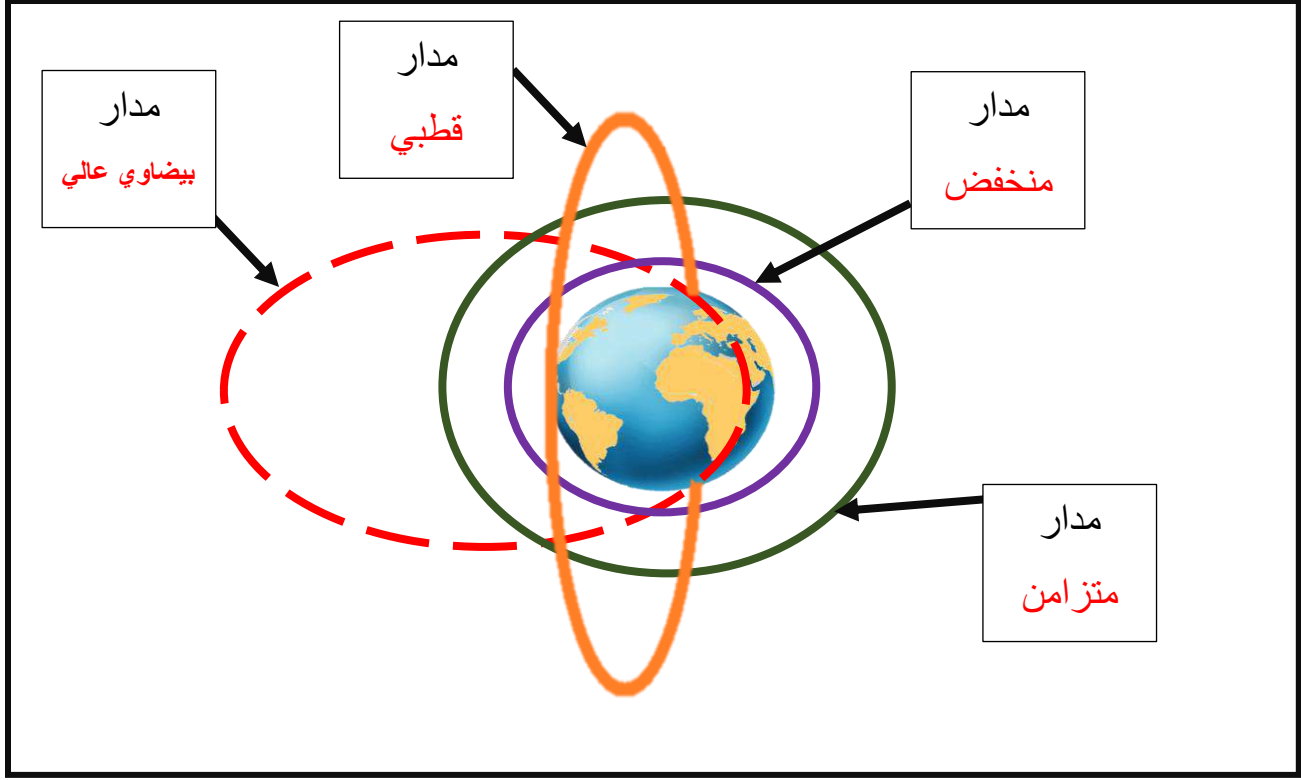 مدار
قطبي
مدار
منخفض
مدار
بيضاوي عالي
مدار
متزامن